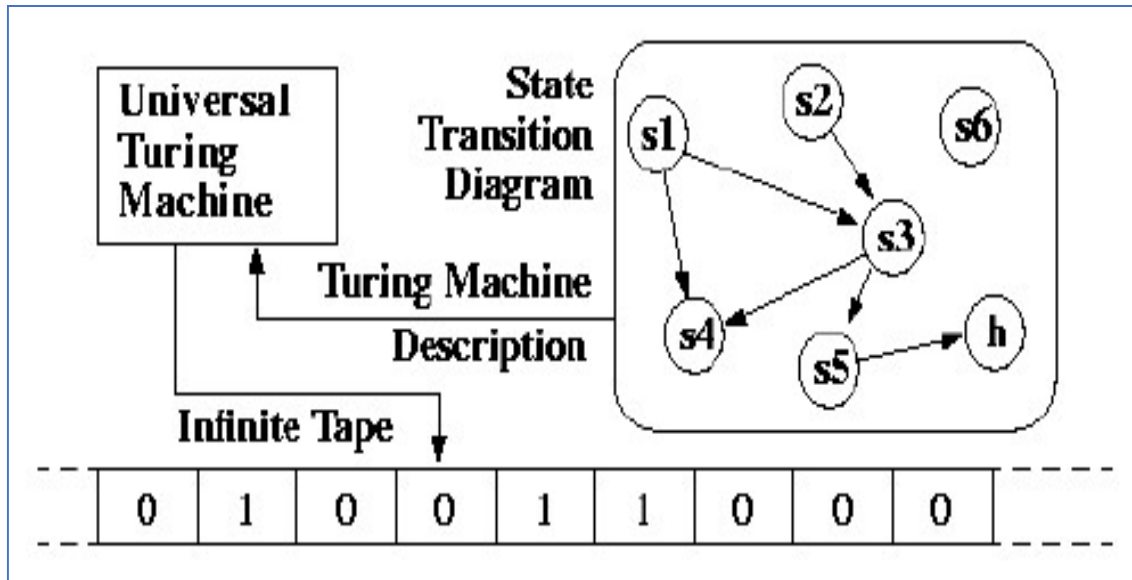 Universal
Turing
Machine
State
Transition
Diagram
s1
s2
s6
s3
s4
s5
h
Turing Machine
Description
Infinite Tape
0 1 0 0 1 1 0 0 0